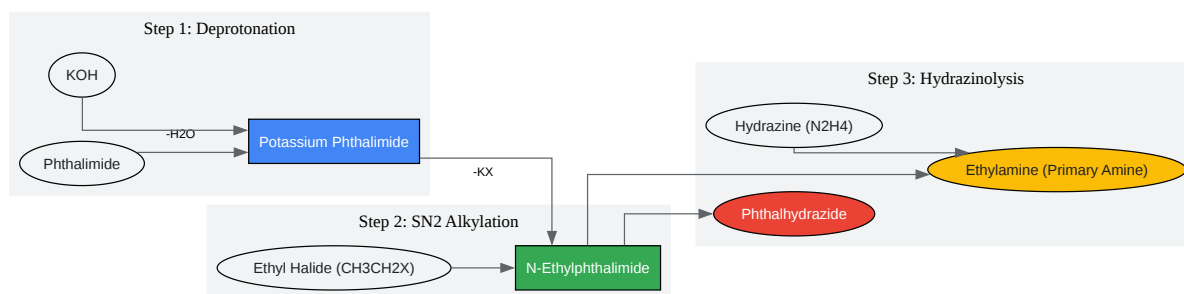 Step 1: Deprotonation
KOH
-H2O
Phthalimide
Potassium Phthalimide
-KX
Step 2: SN2 Alkylation
Ethyl Halide (CH3CH2X)
N-Ethylphthalimide
Step 3: Hydrazinolysis
Hydrazine (N2H4)
Ethylamine (Primary Amine)
Phthalhydrazide